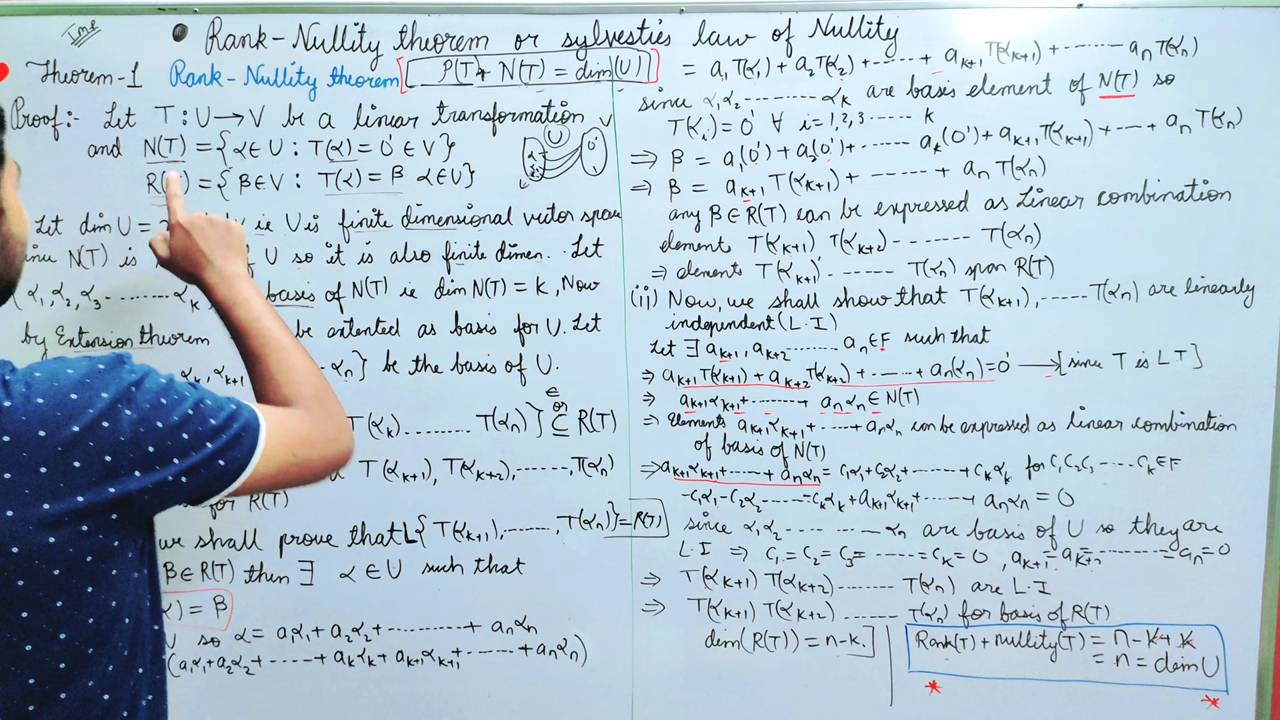 Imp
• Rank-Nullity theorem or sylvesties law of Nullity
Theorem-1 Rank-Nullity theorem [ρ(T) + N(T) = dim(U)]
Proof:- Let T:U→V be a linear transformation
and N(T) = {α∈U : T(α) = 0' ∈ V}
R( ) = {β∈V : T(α) = β α∈U}
Let dim U = ie U is finite dimensional vector space
N(T) is of U so it is also finite dimen. Let
α₁, α₂, α₃ ........ αₖ basis of N(T) ie dim N(T) = K, Now
by Extension theorem be extented as basis for U. Let
αₖ, αₖ₊₁ αₙ} be the basis of U.
T(αₖ) ........ T(αₙ)} ∈ or ⊆ R(T)
T(αₖ₊₁), T(αₖ₊₂), ......, T(αₙ)
for R(T)
we shall prove that L{T(αₖ₊₁), ......, T(αₙ)} = R(T)
β∈R(T) then ∃ α∈U such that
) = β
U so α = a₁α₁ + a₂α₂ + .......... + aₙαₙ
(a₁α₁ + a₂α₂ + ...... + aₖαₖ + aₖ₊₁αₖ₊₁ + ...... + aₙαₙ)
V
U
0'
= a₁T(α₁) + a₂T(α₂) + ...... + aₖ₊₁T(αₖ₊₁) + ...... aₙT(αₙ)
since α₁, α₂ ........ αₖ are basis element of N(T) so
T(αᵢ) = 0' ∀ i = 1, 2, 3 ...... k
⇒ β = a₁(0') + a₂(0') + ...... aₖ(0') + aₖ₊₁T(αₖ₊₁) + --- + aₙT(αₙ)
⇒ β = aₖ₊₁T(αₖ₊₁) + ...... + aₙT(αₙ)
any β∈R(T) can be expressed as Linear combination
elements T(αₖ₊₁) T(αₖ₊₂) ........ T(αₙ)
⇒ elements T(αₖ₊₁) ...... T(αₙ) span R(T)
(ii) Now, we shall show that T(αₖ₊₁), ..... T(αₙ) are linearly
independent (L.I)
Let ∃ aₖ₊₁, aₖ₊₂ ........ aₙ∈F such that
⇒ aₖ₊₁T(αₖ₊₁) + aₖ₊₂T(αₖ₊₂) + ...... + aₙ(αₙ) = 0' → [since T is LT]
⇒ aₖ₊₁αₖ₊₁ + ........ + aₙαₙ ∈ N(T)
⇒ Elements aₖ₊₁αₖ₊₁ + ..... + aₙαₙ can be expressed as linear combination
of basis of N(T)
⇒ aₖ₊₁αₖ₊₁ + ...... + aₙαₙ = C₁α₁ + C₂α₂ + ...... + Cₖαₖ for C₁ C₂ C₃ .... Cₖ∈F
-C₁α₁ - C₂α₂ ...... -Cₖαₖ + aₖ₊₁αₖ₊₁ + ...... + aₙαₙ = 0
since α₁ α₂ ........ αₙ are basis of U so they are
L.I ⇒ C₁ = C₂ = C₃ = ..... = Cₖ = 0, aₖ₊₁ = aₖ₊₂ ........ = aₙ = 0
⇒ T(αₖ₊₁) T(αₖ₊₂) ........ T(αₙ) are L.I
⇒ T(αₖ₊₁) T(αₖ₊₂) ........ T(αₙ) for basis of R(T)
dem(R(T)) = n-k.]
Rank(T) + nullity(T) = n - k + k
= n = dem U